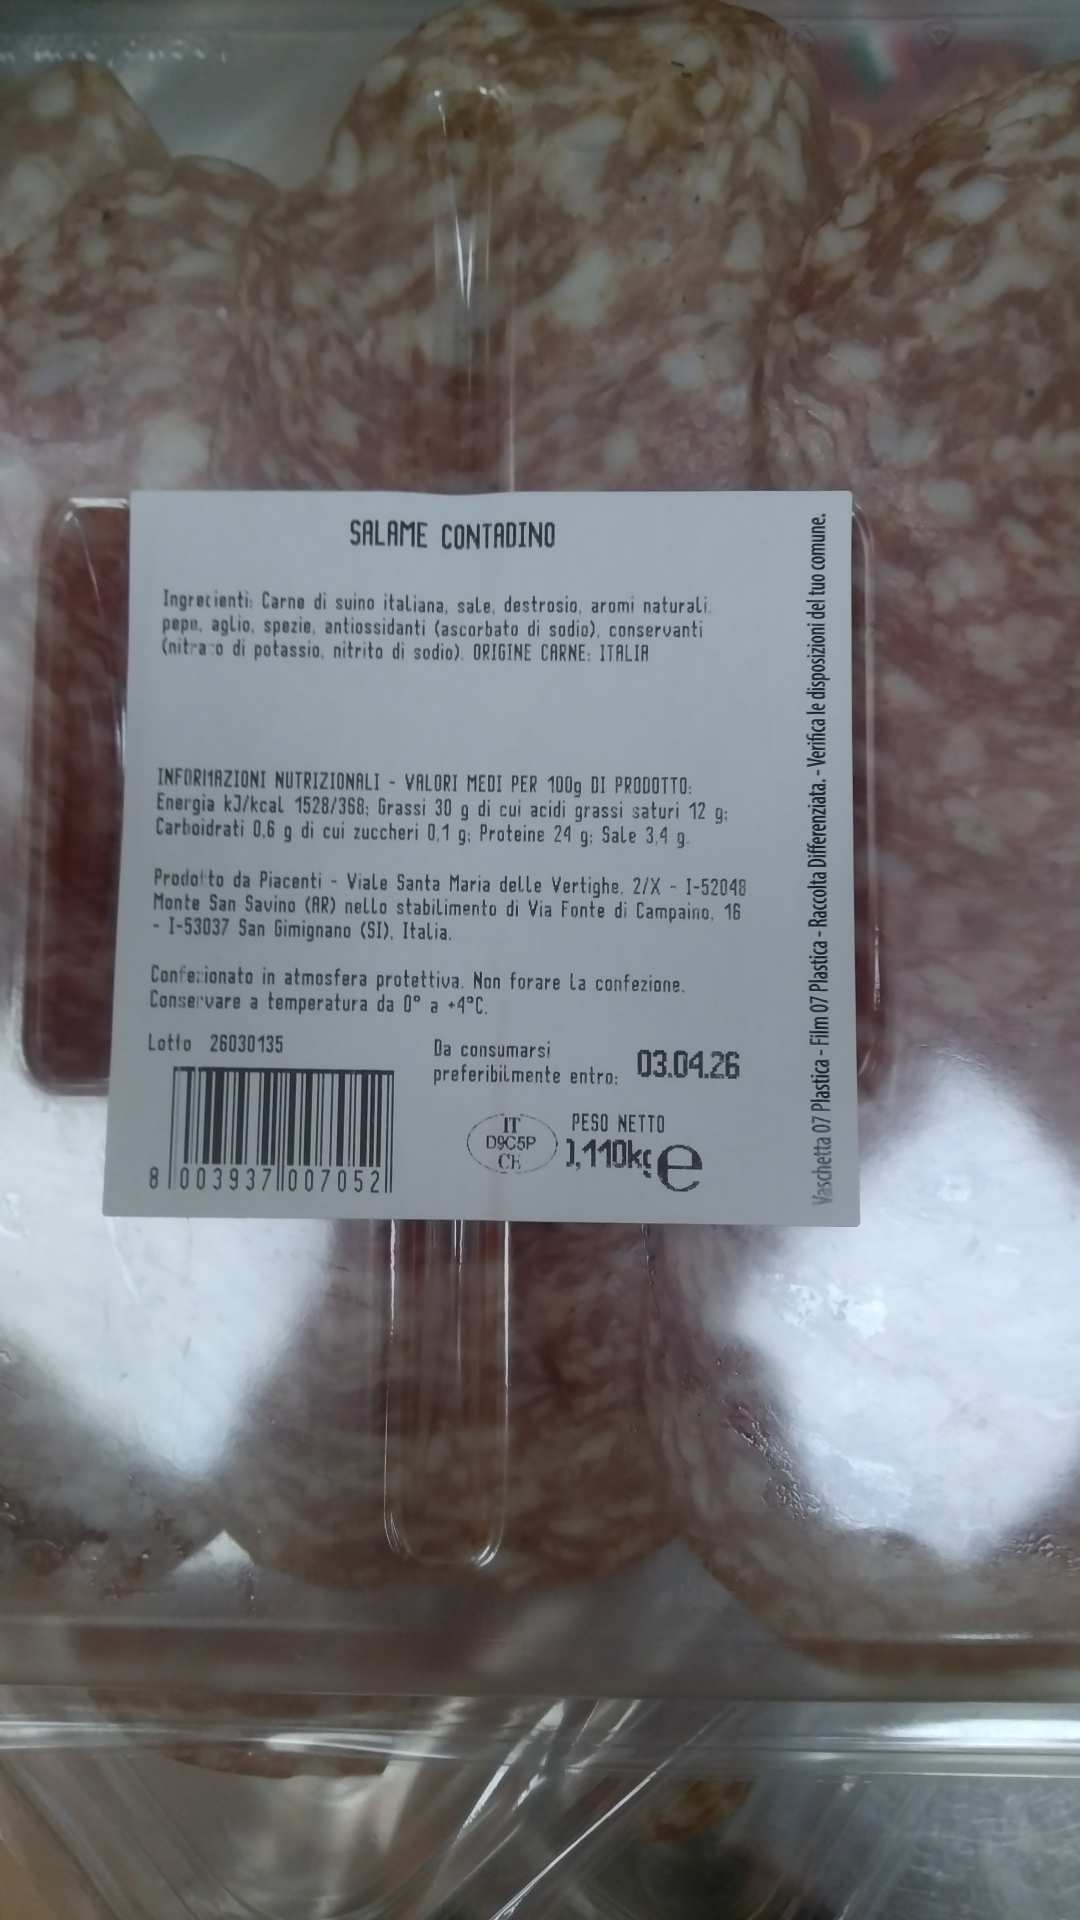 SALAME CONTADINO
Ingredienti: Carne di suino italiana, sale, destrosio, aromi naturali,
pepe, aglio, spezie, antiossidanti (ascorbato di sodio), conservanti
(nitrato di potassio, nitrito di sodio). ORIGINE CARNE: ITALIA
INFORMAZIONI NUTRIZIONALI - VALORI MEDI PER 100g DI PRODOTTO:
Energia kJ/kcal 1528/368; Grassi 30 g di cui acidi grassi saturi 12 g;
Carboidrati 0,6 g di cui zuccheri 0,1 g; Proteine 24 g; Sale 3,4 g.
Prodotto da Piacenti - Viale Santa Maria delle Vertighe, 2/X - I-52048
Monte San Savino (AR) nello stabilimento di Via Fonte di Campaino, 16
- I-53037 San Gimignano (SI), Italia.
Confezionato in atmosfera protettiva. Non forare la confezione.
Conservare a temperatura da 0° a +4°C.
Lotto 26030135
Da consumarsi
preferibilmente entro: 03.04.26
IT
D9C5P
CE
PESO NETTO
0,110kg e
8 003937 007052
Vaschetta 07 Plastica - Film 07 Plastica - Raccolta Differenziata. - Verifica le disposizioni del tuo comune.